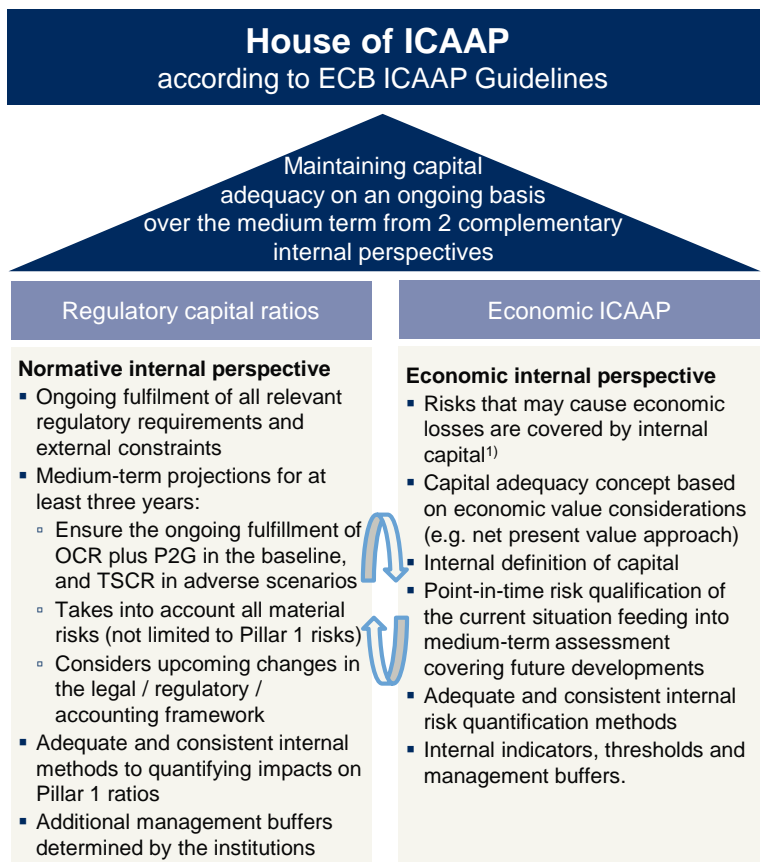 House of ICAAP
according to ECB ICAAP Guidelines
Maintaining capital
adequacy on an ongoing basis
over the medium term from 2 complementary
internal perspectives
Regulatory capital ratios
Normative internal perspective
▪ Ongoing fulfilment of all relevant
regulatory requirements and
external constraints
▪ Medium-term projections for at
least three years:
▫ Ensure the ongoing fulfillment of
OCR plus P2G in the baseline,
and TSCR in adverse scenarios
▫ Takes into account all material
risks (not limited to Pillar 1 risks)
▫ Considers upcoming changes in
the legal / regulatory /
accounting framework
▪ Adequate and consistent internal
methods to quantifying impacts on
Pillar 1 ratios
▪ Additional management buffers
determined by the institutions
Economic ICAAP
Economic internal perspective
▪ Risks that may cause economic
losses are covered by internal
capital1)
▪ Capital adequacy concept based
on economic value considerations
(e.g. net present value approach)
▪ Internal definition of capital
▪ Point-in-time risk qualification of
the current situation feeding into
medium-term assessment
covering future developments
▪ Adequate and consistent internal
risk quantification methods
▪ Internal indicators, thresholds and
management buffers.